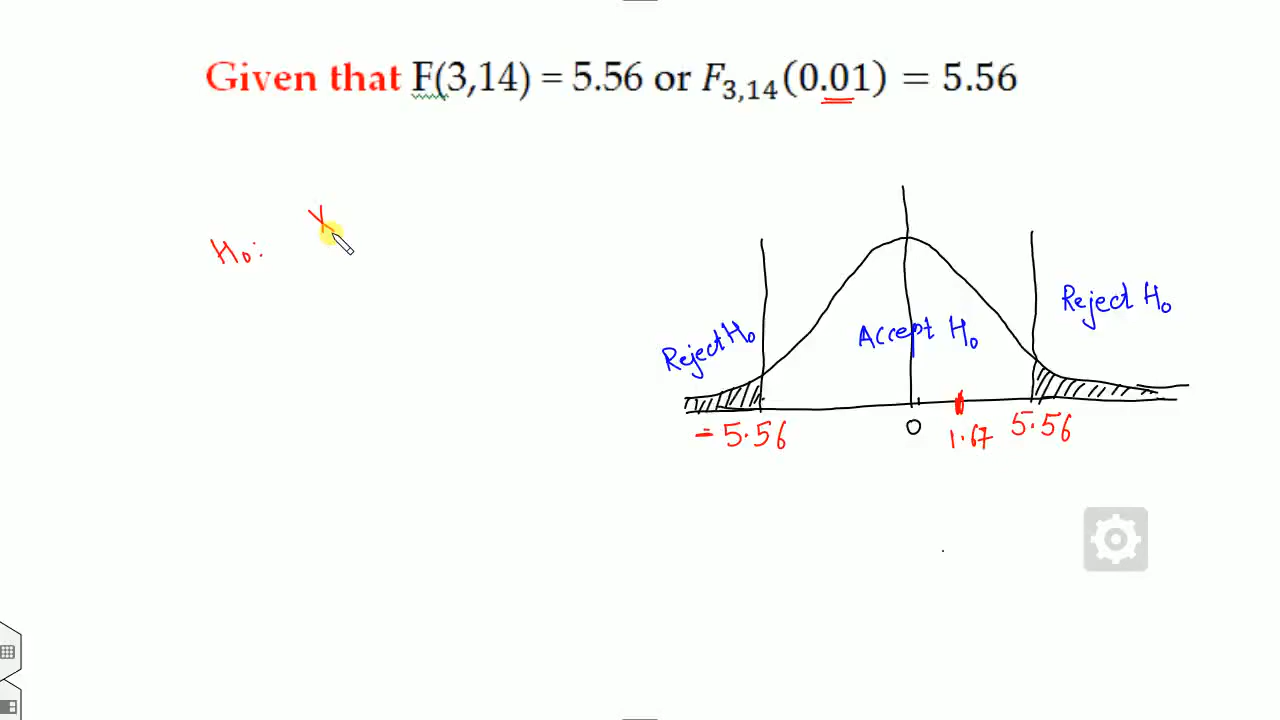 Given that F(3,14) = 5.56 or F₃,₁₄(0.01) = 5.56
H₀:
X
Reject H₀
Accept H₀
Reject H₀
- 5.56
0
1.67
5.56